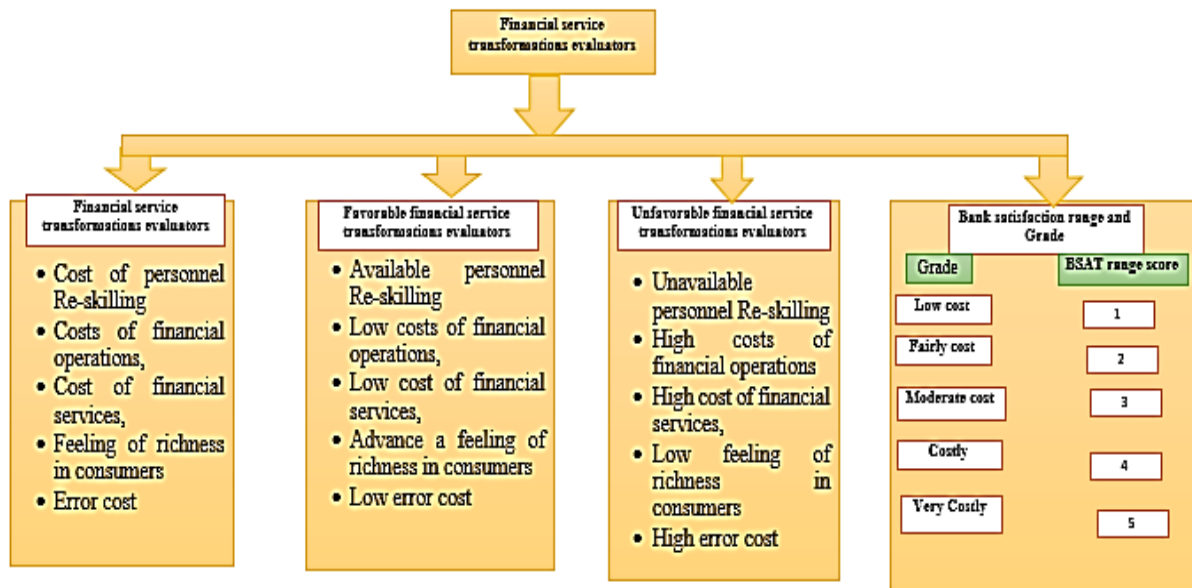 Financial service
transformations evaluators
Financial service
transformations evaluators
• Cost of personnel
Re-skilling
• Costs of financial
operations,
• Cost of financial
services,
• Feeling of richness
in consumers
• Error cost
Favorable financial service
transformations evaluators
• Available personnel
Re-skilling
• Low costs of financial
operations,
• Low cost of financial
services,
• Advance a feeling of
richness in consumers
• Low error cost
Unfavorable financial service
transformations evaluators
• Unavailable
personnel Re-skilling
• High costs of
financial operations
• High cost of financial
services,
• Low feeling of
richness in
consumers
• High error cost
Bank satisfaction range and
Grade
Grade BSAT range score
Low cost 1
Fairly cost 2
Moderate cost 3
Costly 4
Very Costly 5